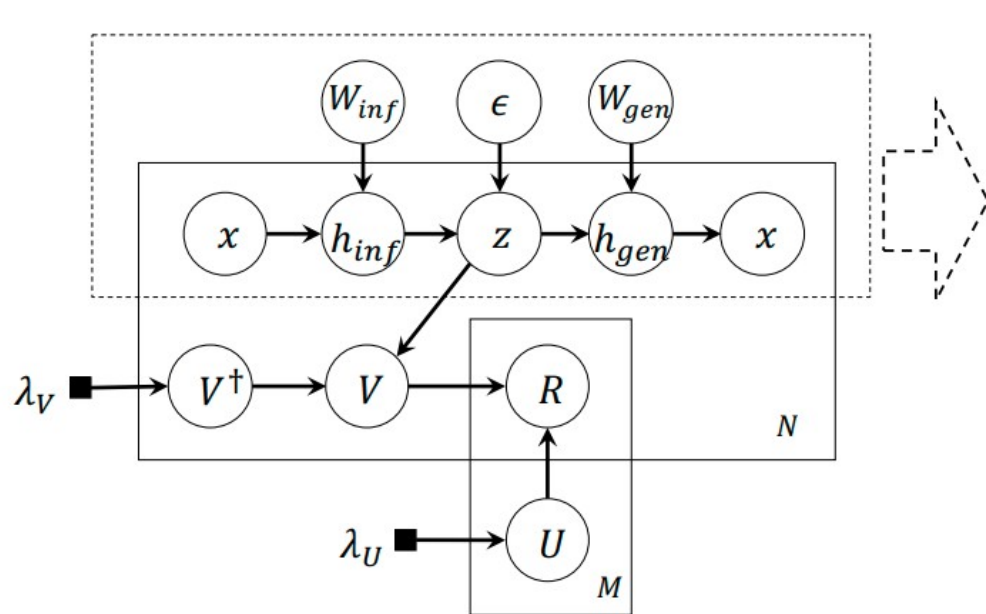 W_inf ϵ W_gen
x h_inf z h_gen x
λ_V V† V R N
λ_U U M